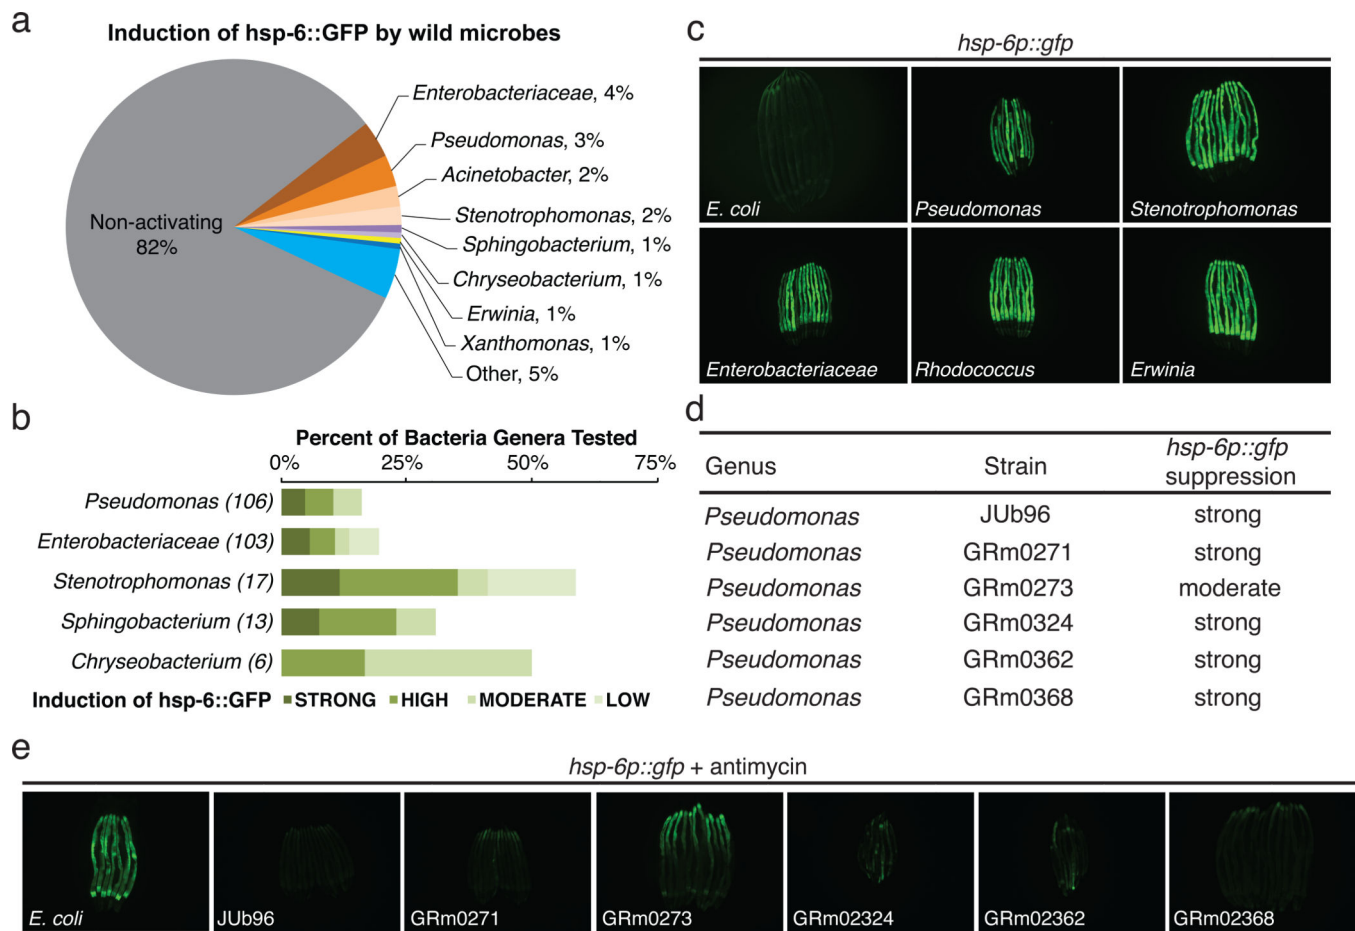 a
Induction of hsp-6::GFP by wild microbes
Non-activating
82%
Enterobacteriaceae, 4%
Pseudomonas, 3%
Acinetobacter, 2%
Stenotrophomonas, 2%
Sphingobacterium, 1%
Chryseobacterium, 1%
Erwinia, 1%
Xanthomonas, 1%
Other, 5%
b
Percent of Bacteria Genera Tested
0% 25% 50% 75%
Pseudomonas (106)
Enterobacteriaceae (103)
Stenotrophomonas (17)
Sphingobacterium (13)
Chryseobacterium (6)
Induction of hsp-6::GFP STRONG HIGH MODERATE LOW
c
hsp-6p::gfp
E. coli Pseudomonas Stenotrophomonas
Enterobacteriaceae Rhodococcus Erwinia
d
Genus Strain hsp-6p::gfp
suppression
Pseudomonas JUb96 strong
Pseudomonas GRm0271 strong
Pseudomonas GRm0273 moderate
Pseudomonas GRm0324 strong
Pseudomonas GRm0362 strong
Pseudomonas GRm0368 strong
e
hsp-6p::gfp + antimycin
E. coli JUb96 GRm0271 GRm0273 GRm02324 GRm02362 GRm02368